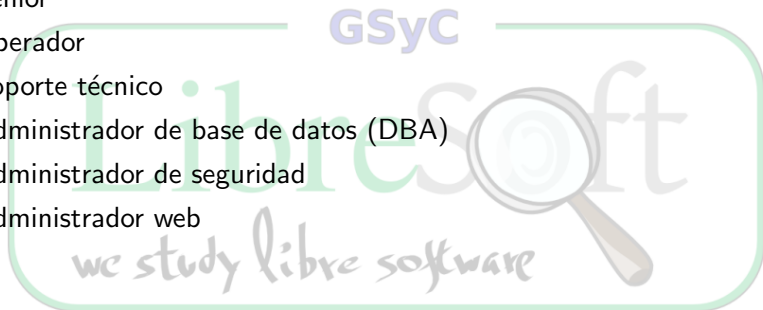 enior
GSyC
perador
oporte técnico
dministrador de base de datos (DBA)
dministrador de seguridad
dministrador web
LibreSoft
we study libre software